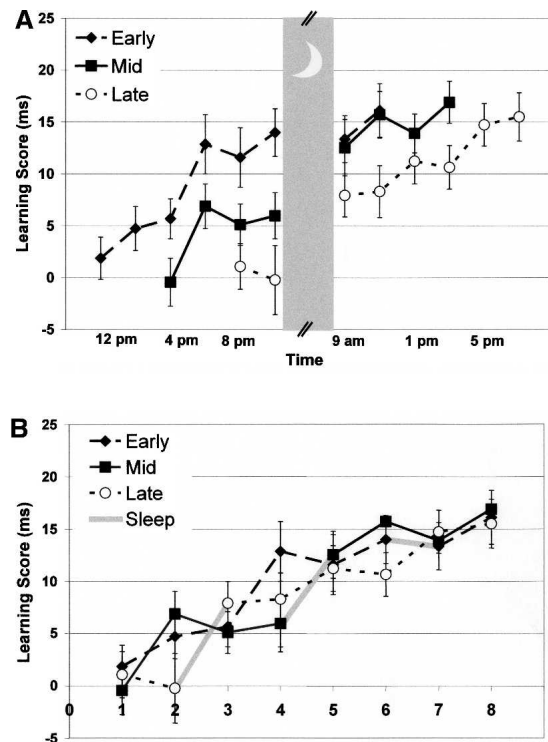 A
25
20
15
10
5
0
-5
Learning Score (ms)
Early
Mid
Late
12 pm 4 pm 8 pm 9 am 1 pm 5 pm
Time
B
25
20
15
10
5
0
-5
Learning Score (ms)
Early
Mid
Late
Sleep
0 1 2 3 4 5 6 7 8